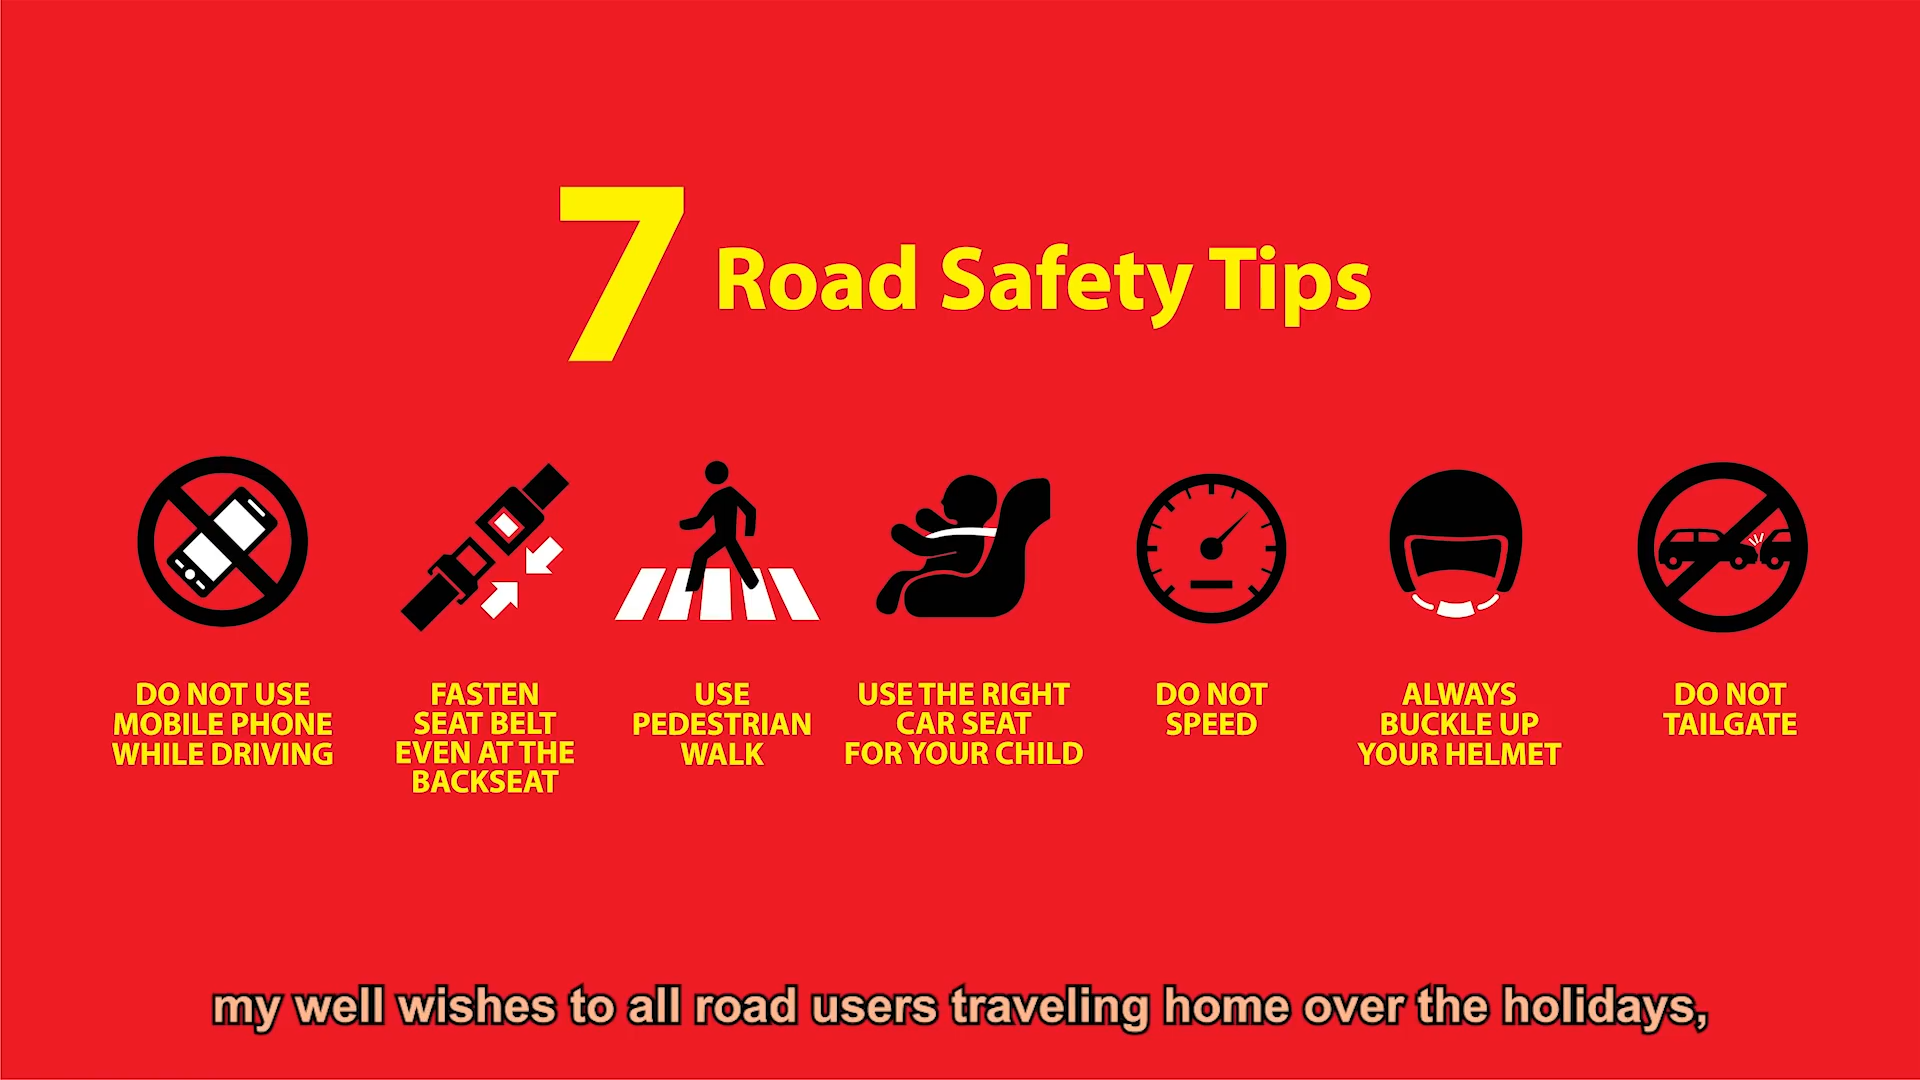 7 Road Safety Tips
DO NOT USE
MOBILE PHONE
WHILE DRIVING
FASTEN
SEAT BELT
EVEN AT THE
BACKSEAT
USE
PEDESTRIAN
WALK
USE THE RIGHT
CAR SEAT
FOR YOUR CHILD
DO NOT
SPEED
ALWAYS
BUCKLE UP
YOUR HELMET
DO NOT
TAILGATE
my well wishes to all road users traveling home over the holidays,